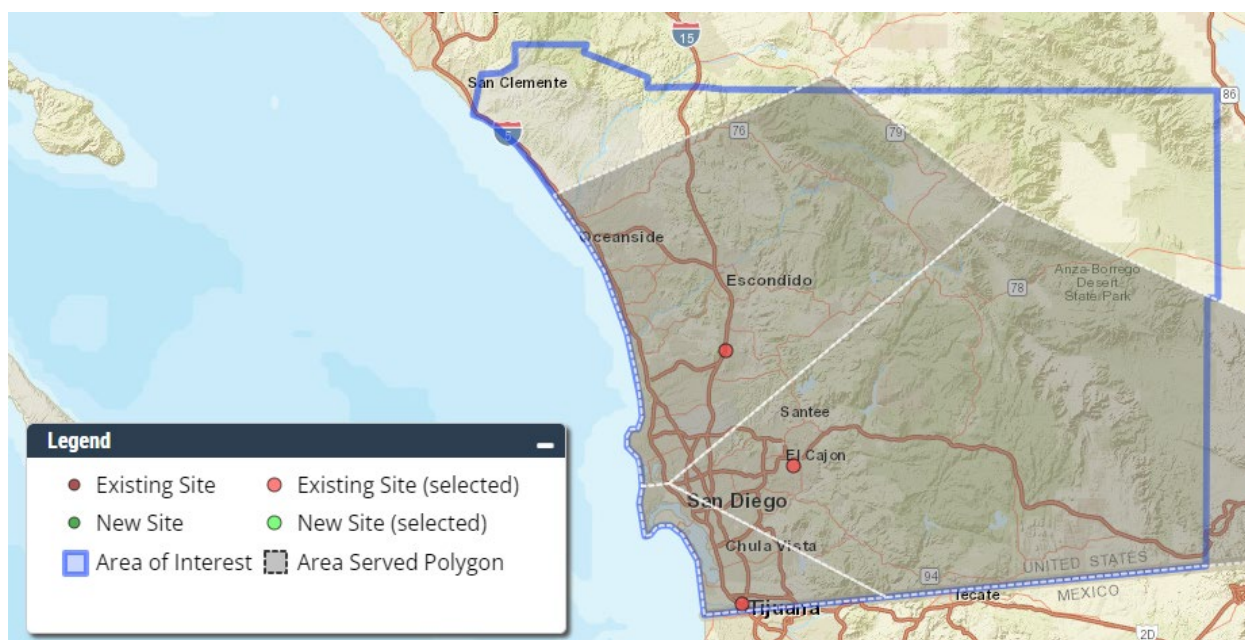 15
San Clemente
86
5
76
79
Oceanside
Escondido
Anza-Borrego
Desert
State Park
78
Santee
El Cajon
San Diego
Chula Vista
UNITED STATES
94
MEXICO
Tijuana
Tecate
2D
Legend
Existing Site
Existing Site (selected)
New Site
New Site (selected)
Area of Interest
Area Served Polygon